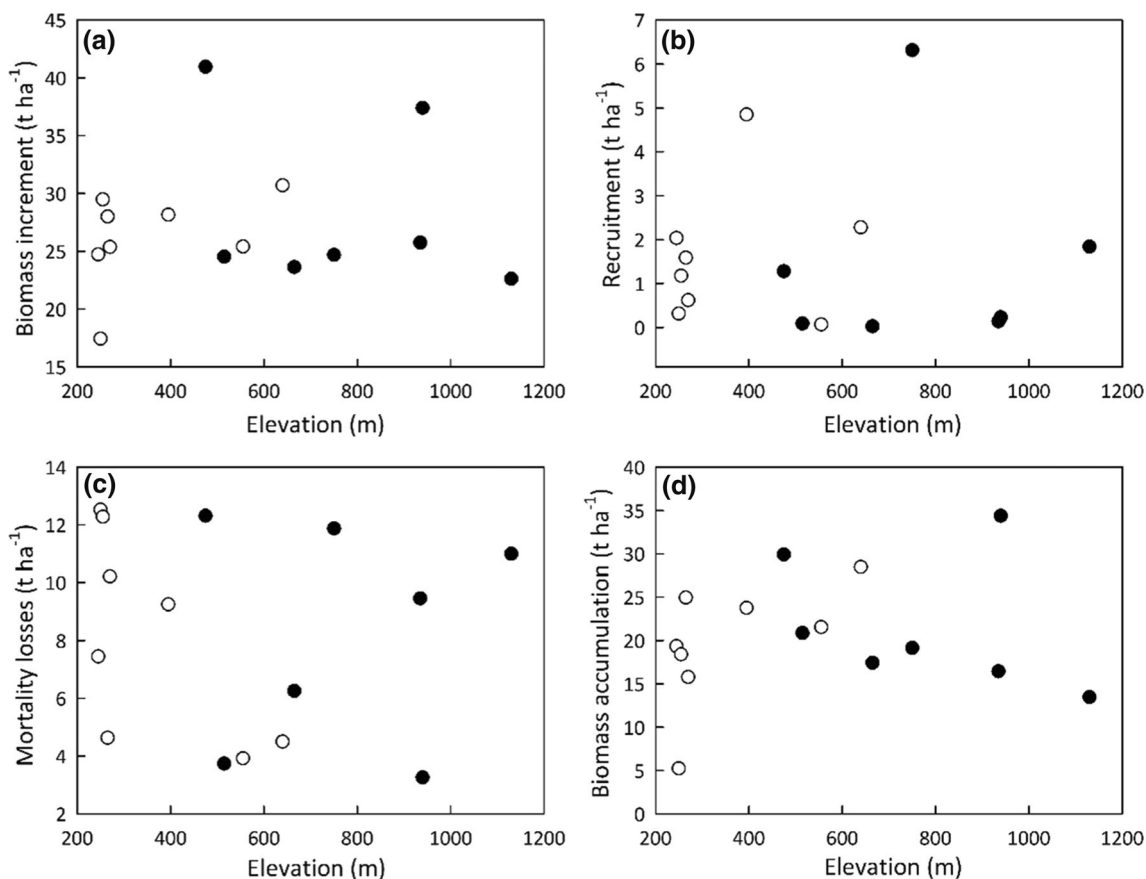 (a)
Biomass increment (t ha⁻¹)
45
40
35
30
25
20
15
200 400 600 800 1000 1200
Elevation (m)
(b)
Recruitment (t ha⁻¹)
7
6
5
4
3
2
1
0
200 400 600 800 1000 1200
Elevation (m)
(c)
Mortality losses (t ha⁻¹)
14
12
10
8
6
4
2
200 400 600 800 1000 1200
Elevation (m)
(d)
Biomass accumulation (t ha⁻¹)
40
35
30
25
20
15
10
5
0
200 400 600 800 1000 1200
Elevation (m)